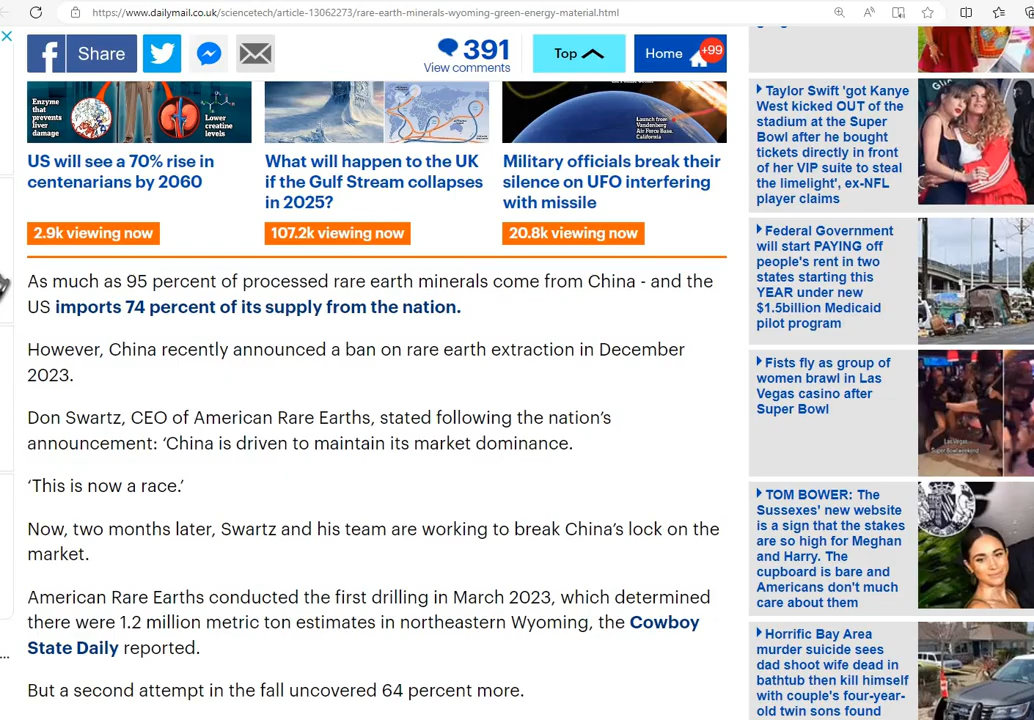 https://www.dailymail.co.uk/sciencetech/article-13062273/rare-earth-minerals-wyoming-green-energy-material.html
Share
391
View comments
Top
Home
+99
Enzyme
that
prevents
liver
damage
Lower
creatine
levels
Launch from
Vandenberg
Air Force Base,
California
US will see a 70% rise in
centenarians by 2060
2.9k viewing now
What will happen to the UK
if the Gulf Stream collapses
in 2025?
107.2k viewing now
Military officials break their
silence on UFO interfering
with missile
20.8k viewing now
As much as 95 percent of processed rare earth minerals come from China - and the
US imports 74 percent of its supply from the nation.
However, China recently announced a ban on rare earth extraction in December
2023.
Don Swartz, CEO of American Rare Earths, stated following the nation’s
announcement: ‘China is driven to maintain its market dominance.
‘This is now a race.’
Now, two months later, Swartz and his team are working to break China’s lock on the
market.
American Rare Earths conducted the first drilling in March 2023, which determined
there were 1.2 million metric ton estimates in northeastern Wyoming, the Cowboy
State Daily reported.
But a second attempt in the fall uncovered 64 percent more.
Taylor Swift 'got Kanye
West kicked OUT of the
stadium at the Super
Bowl after he bought
tickets directly in front
of her VIP suite to steal
the limelight', ex-NFL
player claims
Federal Government
will start PAYING off
people's rent in two
states starting this
YEAR under new
$1.5billion Medicaid
pilot program
Fists fly as group of
women brawl in Las
Vegas casino after
Super Bowl
Las Vegas
Super Bowl weekend
TOM BOWER: The
Sussexes' new website
is a sign that the stakes
are so high for Meghan
and Harry. The
cupboard is bare and
Americans don't much
care about them
Horrific Bay Area
murder suicide sees
dad shoot wife dead in
bathtub then kill himself
with couple's four-year-
old twin sons found